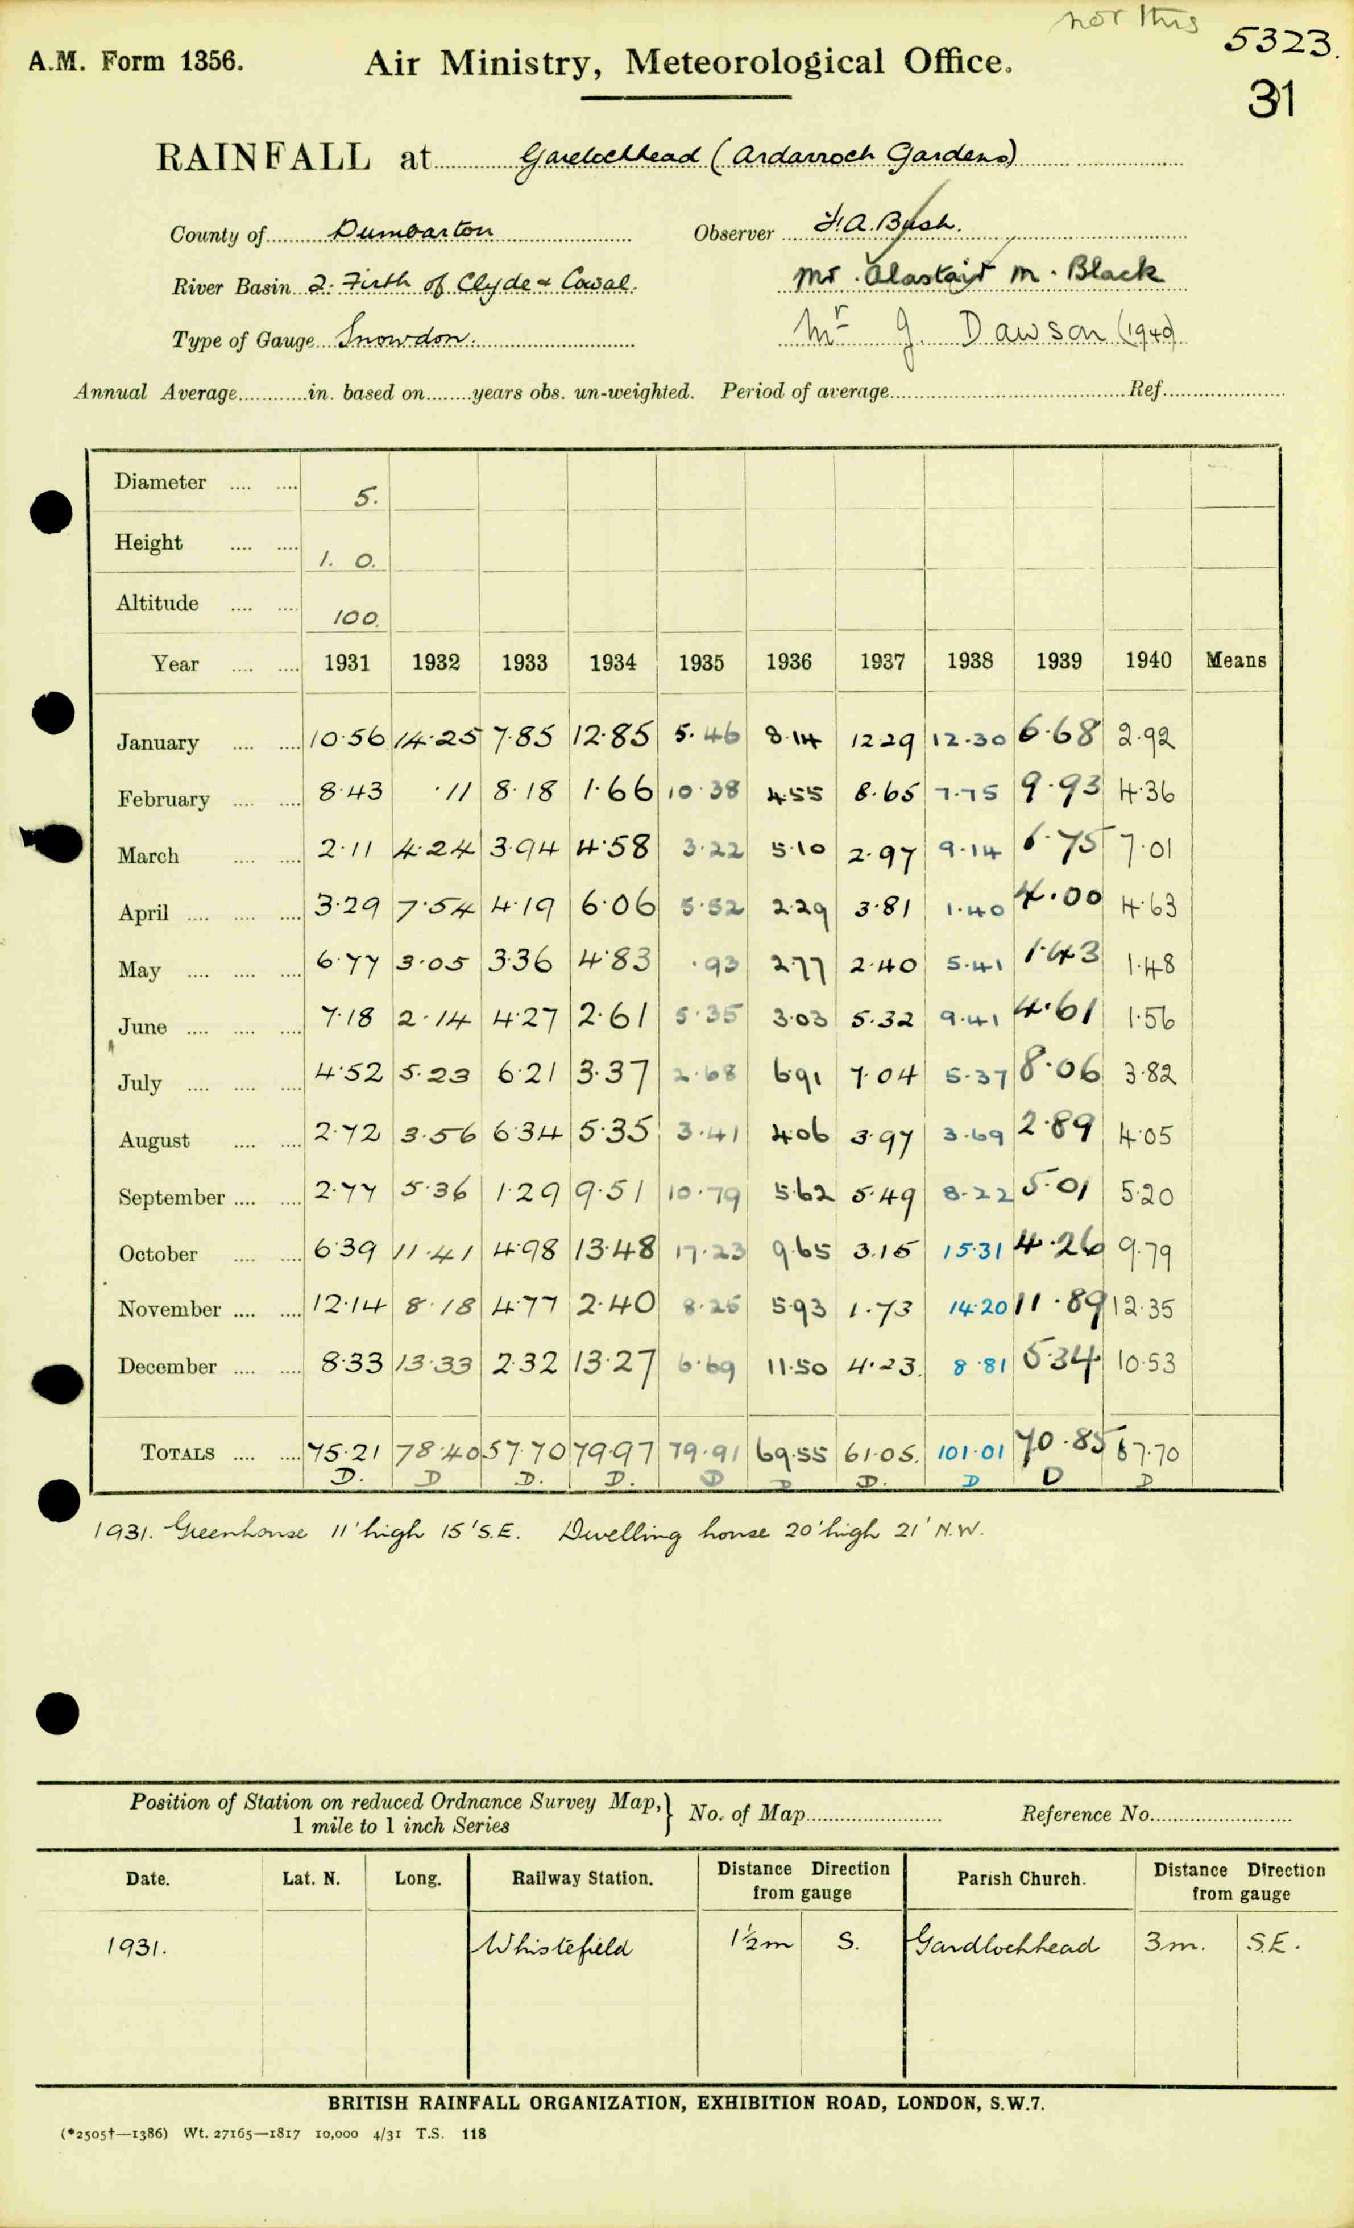 nor this
5323.
A.M. Form 1356. Air Ministry, Meteorological Office.
31
RAINFALL at Garelochhead (Ardarroch Gardens)
County of Dumbarton Observer F.A. Bush.
River Basin 2. Firth of Clyde & Cowal. Mr. Alastair M. Black
Type of Gauge Snowdon. Mr J. Dawson (1940)
Annual Average............in. based on........years obs. un-weighted. Period of average........................Ref.....................
Diameter .... .... 5.
Height .... .... 1. 0.
Altitude .... .... 100.
Year .... .... 1931 1932 1933 1934 1935 1936 1937 1938 1939 1940 Means
January .... .... 10·56 14·25 7·85 12·85 5·46 8·14 12·29 12·30 6·68 2·92
February .... .... 8·43 ·11 8·18 1·66 10·38 4·55 8·65 7·75 9·93 4·36
March .... .... 2·11 4·24 3·94 4·58 3·22 5·10 2·97 9·14 6·75 7·01
April .... .... .... 3·29 7·54 4·19 6·06 5·52 2·29 3·81 1·40 4·00 4·63
May .... .... .... 6·77 3·05 3·36 4·83 ·93 2·77 2·40 5·41 1·43 1·48
June .... .... .... 7·18 2·14 4·27 2·61 5·35 3·03 5·32 9·41 4·61 1·56
July .... .... .... 4·52 5·23 6·21 3·37 2·68 6·91 7·04 5·37 8·06 3·82
August .... .... 2·72 3·56 6·34 5·35 3·41 4·06 3·97 3·69 2·89 4·05
September .... .... 2·77 5·36 1·29 9·51 10·79 5·62 5·49 8·22 5·01 5·20
October .... .... 6·39 11·41 4·98 13·48 17·23 9·65 3·15 15·31 4·26 9·79
November .... .... 12·14 8·18 4·77 2·40 8·25 5·93 1·73 14·20 11·89 12·35
December .... .... 8·33 13·33 2·32 13·27 6·69 11·50 4·23 8·81 5·34 10·53
TOTALS .... .... 75·21 78·40 57·70 79·97 79·91 69·55 61·05. 101·01 70·85 67·70
D. D D. D. D D D. D D D
1931. Greenhouse 11' high 15' S.E. Dwelling house 20' high 21' N.W.
Position of Station on reduced Ordnance Survey Map,} No. of Map........................ Reference No.........................
1 mile to 1 inch Series
Date. Lat. N. Long. Railway Station. Distance Direction from gauge Parish Church. Distance Direction from gauge
1931. Whistefield 1½m S. Gardlochhead 3m. S.E.
BRITISH RAINFALL ORGANIZATION, EXHIBITION ROAD, LONDON, S.W.7.
(*2505†—1386) Wt. 27165—1817 10,000 4/31 T.S. 118